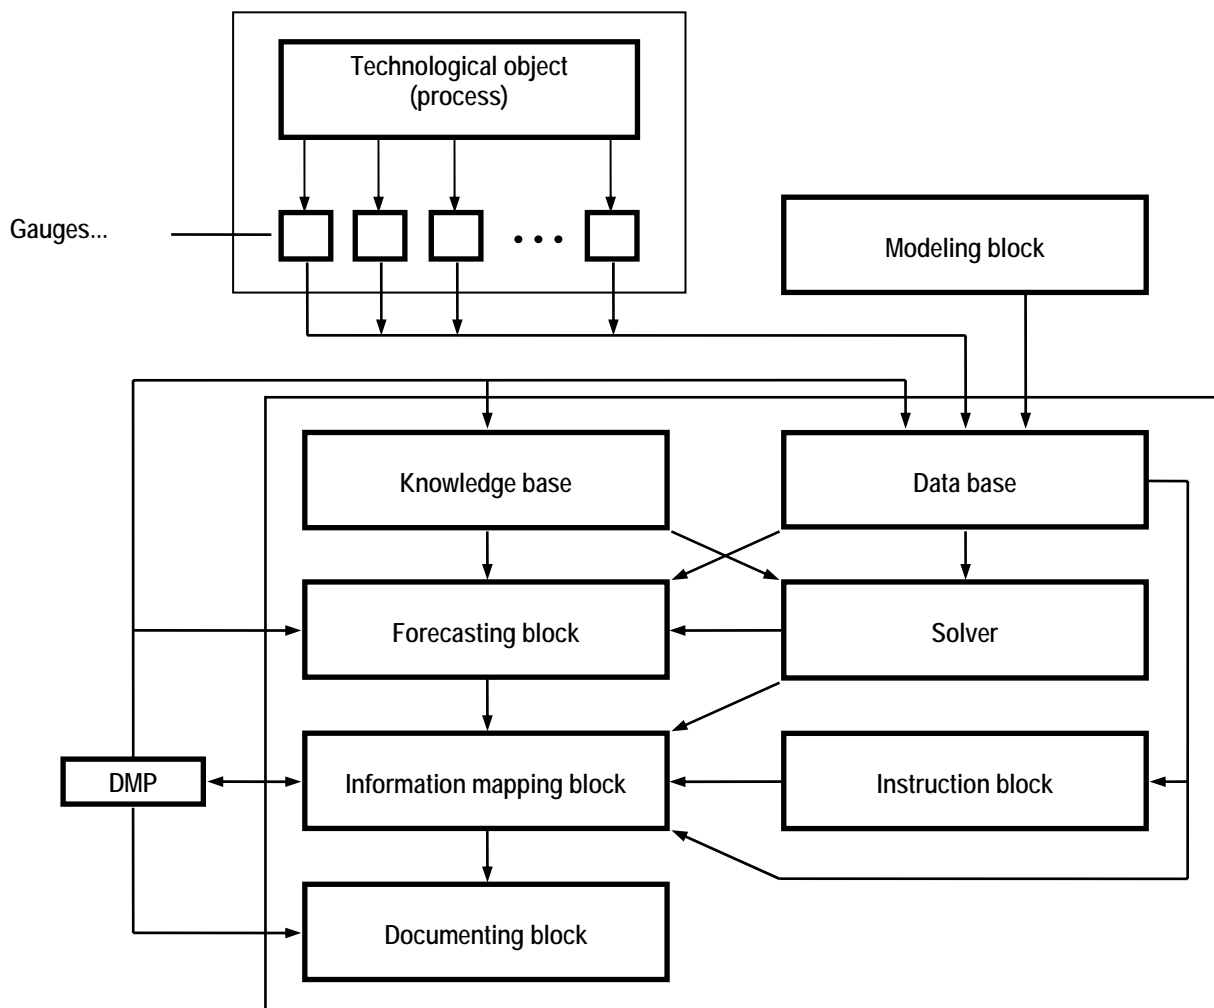 Technological object
(process)
Gauges...
Modeling block
Knowledge base
Data base
Forecasting block
Solver
DMP
Information mapping block
Instruction block
Documenting block